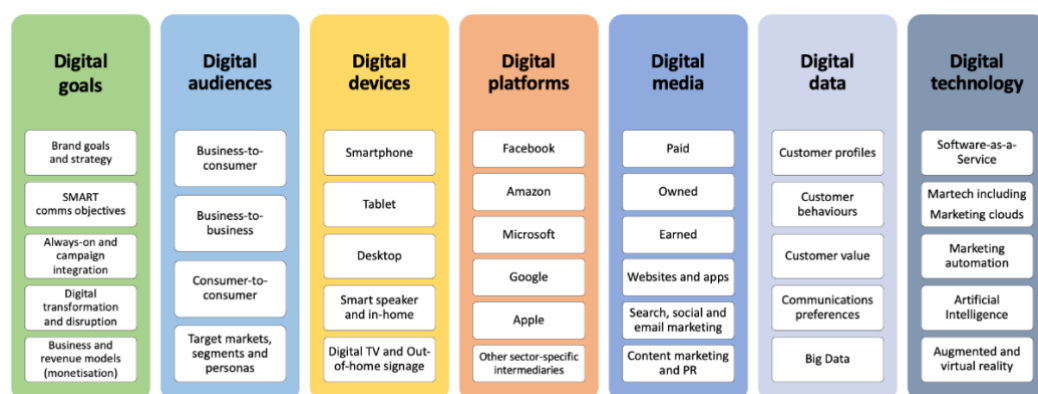 Digital
goals
Brand goals
and strategy
SMART
comms objectives
Always-on and
campaign
integration
Digital
transformation
and disruption
Business and
revenue models
(monetisation)
Digital
audiences
Business-to-
consumer
Business-to-
business
Consumer-to-
consumer
Target markets,
segments and
personas
Digital
devices
Smartphone
Tablet
Desktop
Smart speaker
and in-home
Digital TV and Out-
of-home signage
Digital
platforms
Facebook
Amazon
Microsoft
Google
Apple
Other sector-specific
intermediaries
Digital
media
Paid
Owned
Earned
Websites and apps
Search, social and
email marketing
Content marketing
and PR
Digital
data
Customer profiles
Customer
behaviours
Customer value
Communications
preferences
Big Data
Digital
technology
Software-as-a-
Service
Martech including
Marketing clouds
Marketing
automation
Artificial
Intelligence
Augmented and
virtual reality